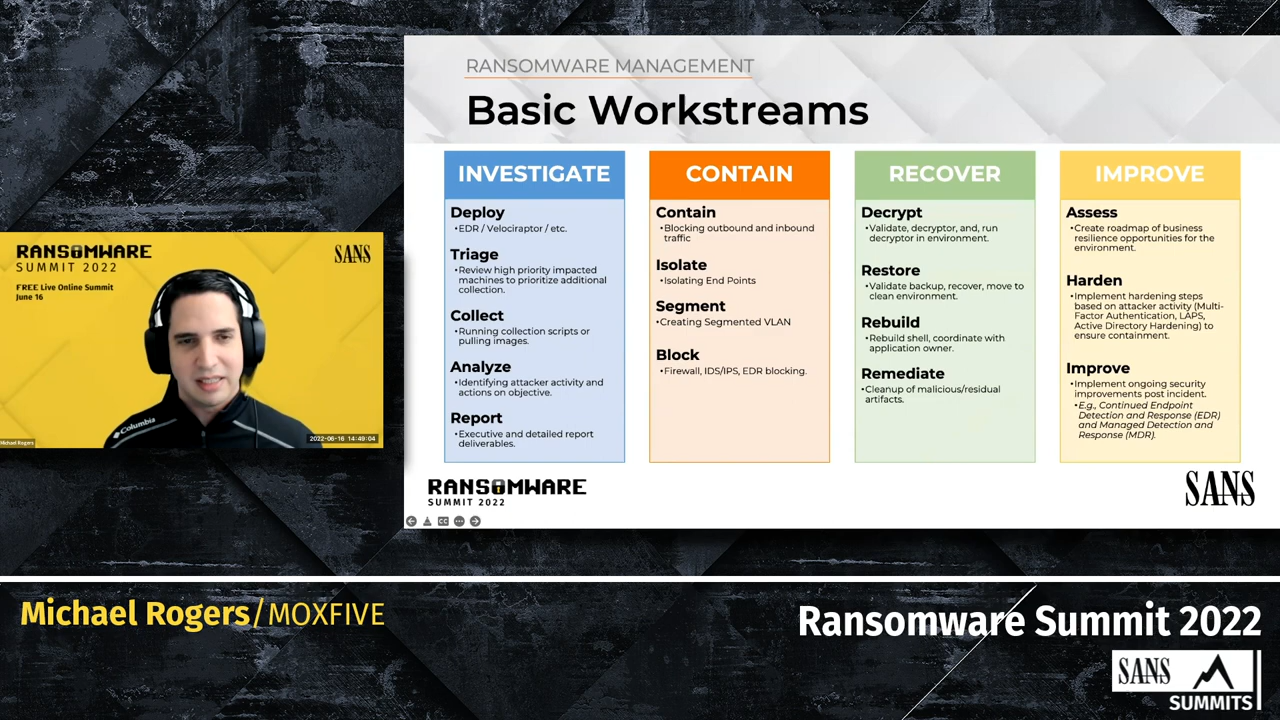 RANSOMWARE MANAGEMENT
Basic Workstreams
INVESTIGATE
Deploy
•EDR / Velociraptor / etc.
Triage
•Review high priority impacted
machines to prioritize additional
collection.
Collect
•Running collection scripts or
pulling images.
Analyze
•Identifying attacker activity and
actions on objective.
Report
•Executive and detailed report
deliverables.
CONTAIN
Contain
•Blocking outbound and inbound
traffic
Isolate
•Isolating End Points
Segment
•Creating Segmented VLAN
Block
•Firewall, IDS/IPS, EDR blocking.
RECOVER
Decrypt
•Validate, decryptor, and, run
decryptor in environment.
Restore
•Validate backup, recover, move to
clean environment.
Rebuild
•Rebuild shell, coordinate with
application owner.
Remediate
•Cleanup of malicious/residual
artifacts.
IMPROVE
Assess
•Create roadmap of business
resilience opportunities for the
environment.
Harden
•Implement hardening steps
based on attacker activity (Multi-
Factor Authentication, LAPS,
Active Directory Hardening) to
ensure containment.
Improve
•Implement ongoing security
improvements post incident.
•E.g., Continued Endpoint
Detection and Response (EDR)
and Managed Detection and
Response (MDR).
RANSOMWARE
SUMMIT 2022
SANS
CC
RANSOMWARE
SUMMIT 2022
SANS
FREE Live Online Summit
June 16
Columbia
Michael Rogers
2022-06-16 14:49:04
Michael Rogers/MOXFIVE
Ransomware Summit 2022
SANS
SUMMITS